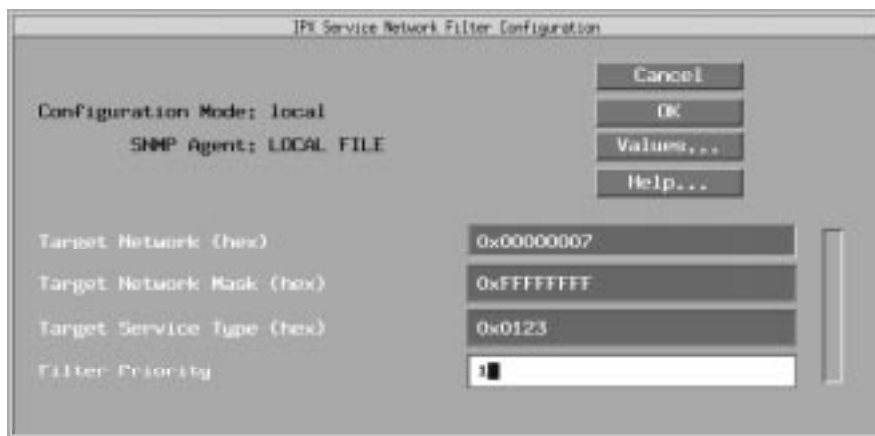 IPX Service Network Filter Configuration
Cancel
Configuration Mode: local
OK
SNMP Agent: LOCAL FILE
Values...
Help...
Target Network (hex)
0x00000007
Target Network Mask (hex)
0xFFFFFFFF
Target Service Type (hex)
0x0123
Filter Priority
1